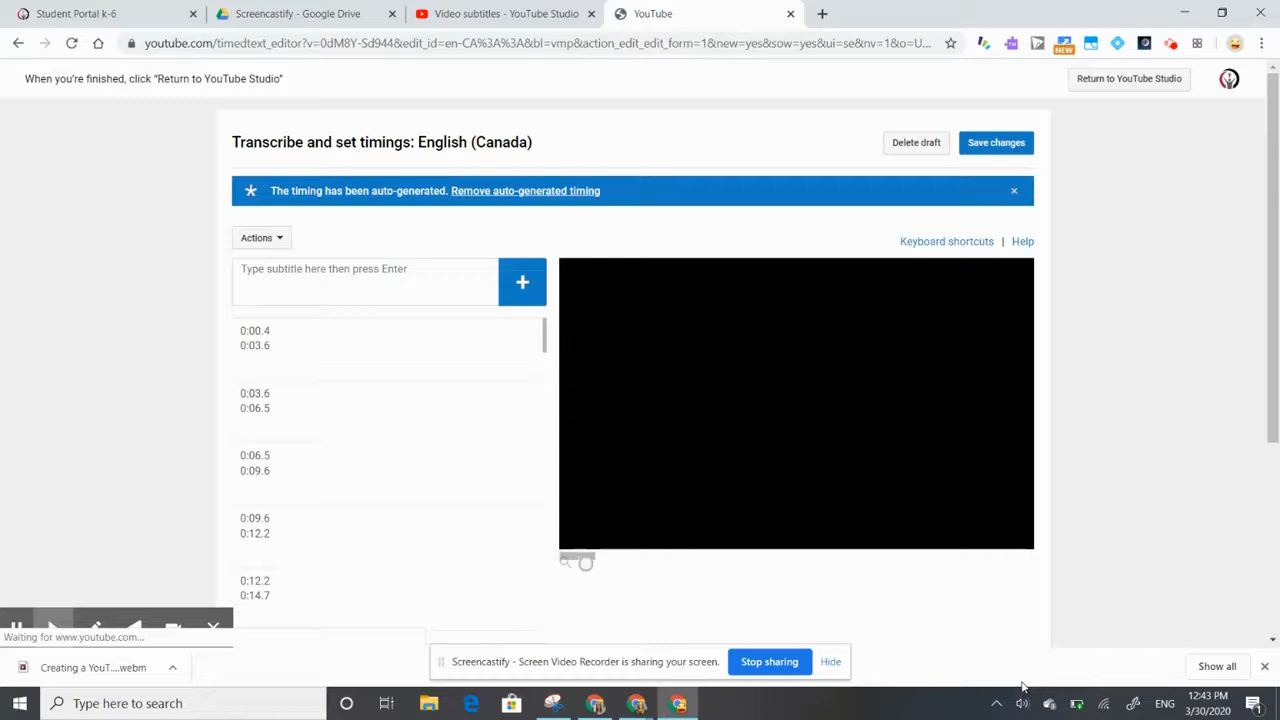 Student Portal k-6
Screencastify - Google Drive
Video subtitles - YouTube Studio
YouTube
youtube.com/timedtext_editor?v=0dM8Y-Sd944&edit_id=en-CA%3A%3A&bl=vmp&action_edit_edit_form=1&new=yes&sow=yes&ui=se&nv=1&o=U...
NEW
When you're finished, click "Return to YouTube Studio"
Return to YouTube Studio
Transcribe and set timings: English (Canada)
Delete draft
Save changes
The timing has been auto-generated. Remove auto-generated timing
Actions
Keyboard shortcuts | Help
Type subtitle here then press Enter
0:00.4
0:03.6
0:03.6
0:06.5
0:06.5
0:09.6
0:09.6
0:12.2
0:12.2
0:14.7
Waiting for www.youtube.com...
Creating a YouT....webm
Screencastify - Screen Video Recorder is sharing your screen.
Stop sharing
Hide
Show all
Type here to search
ENG
12:43 PM
3/30/2020
1